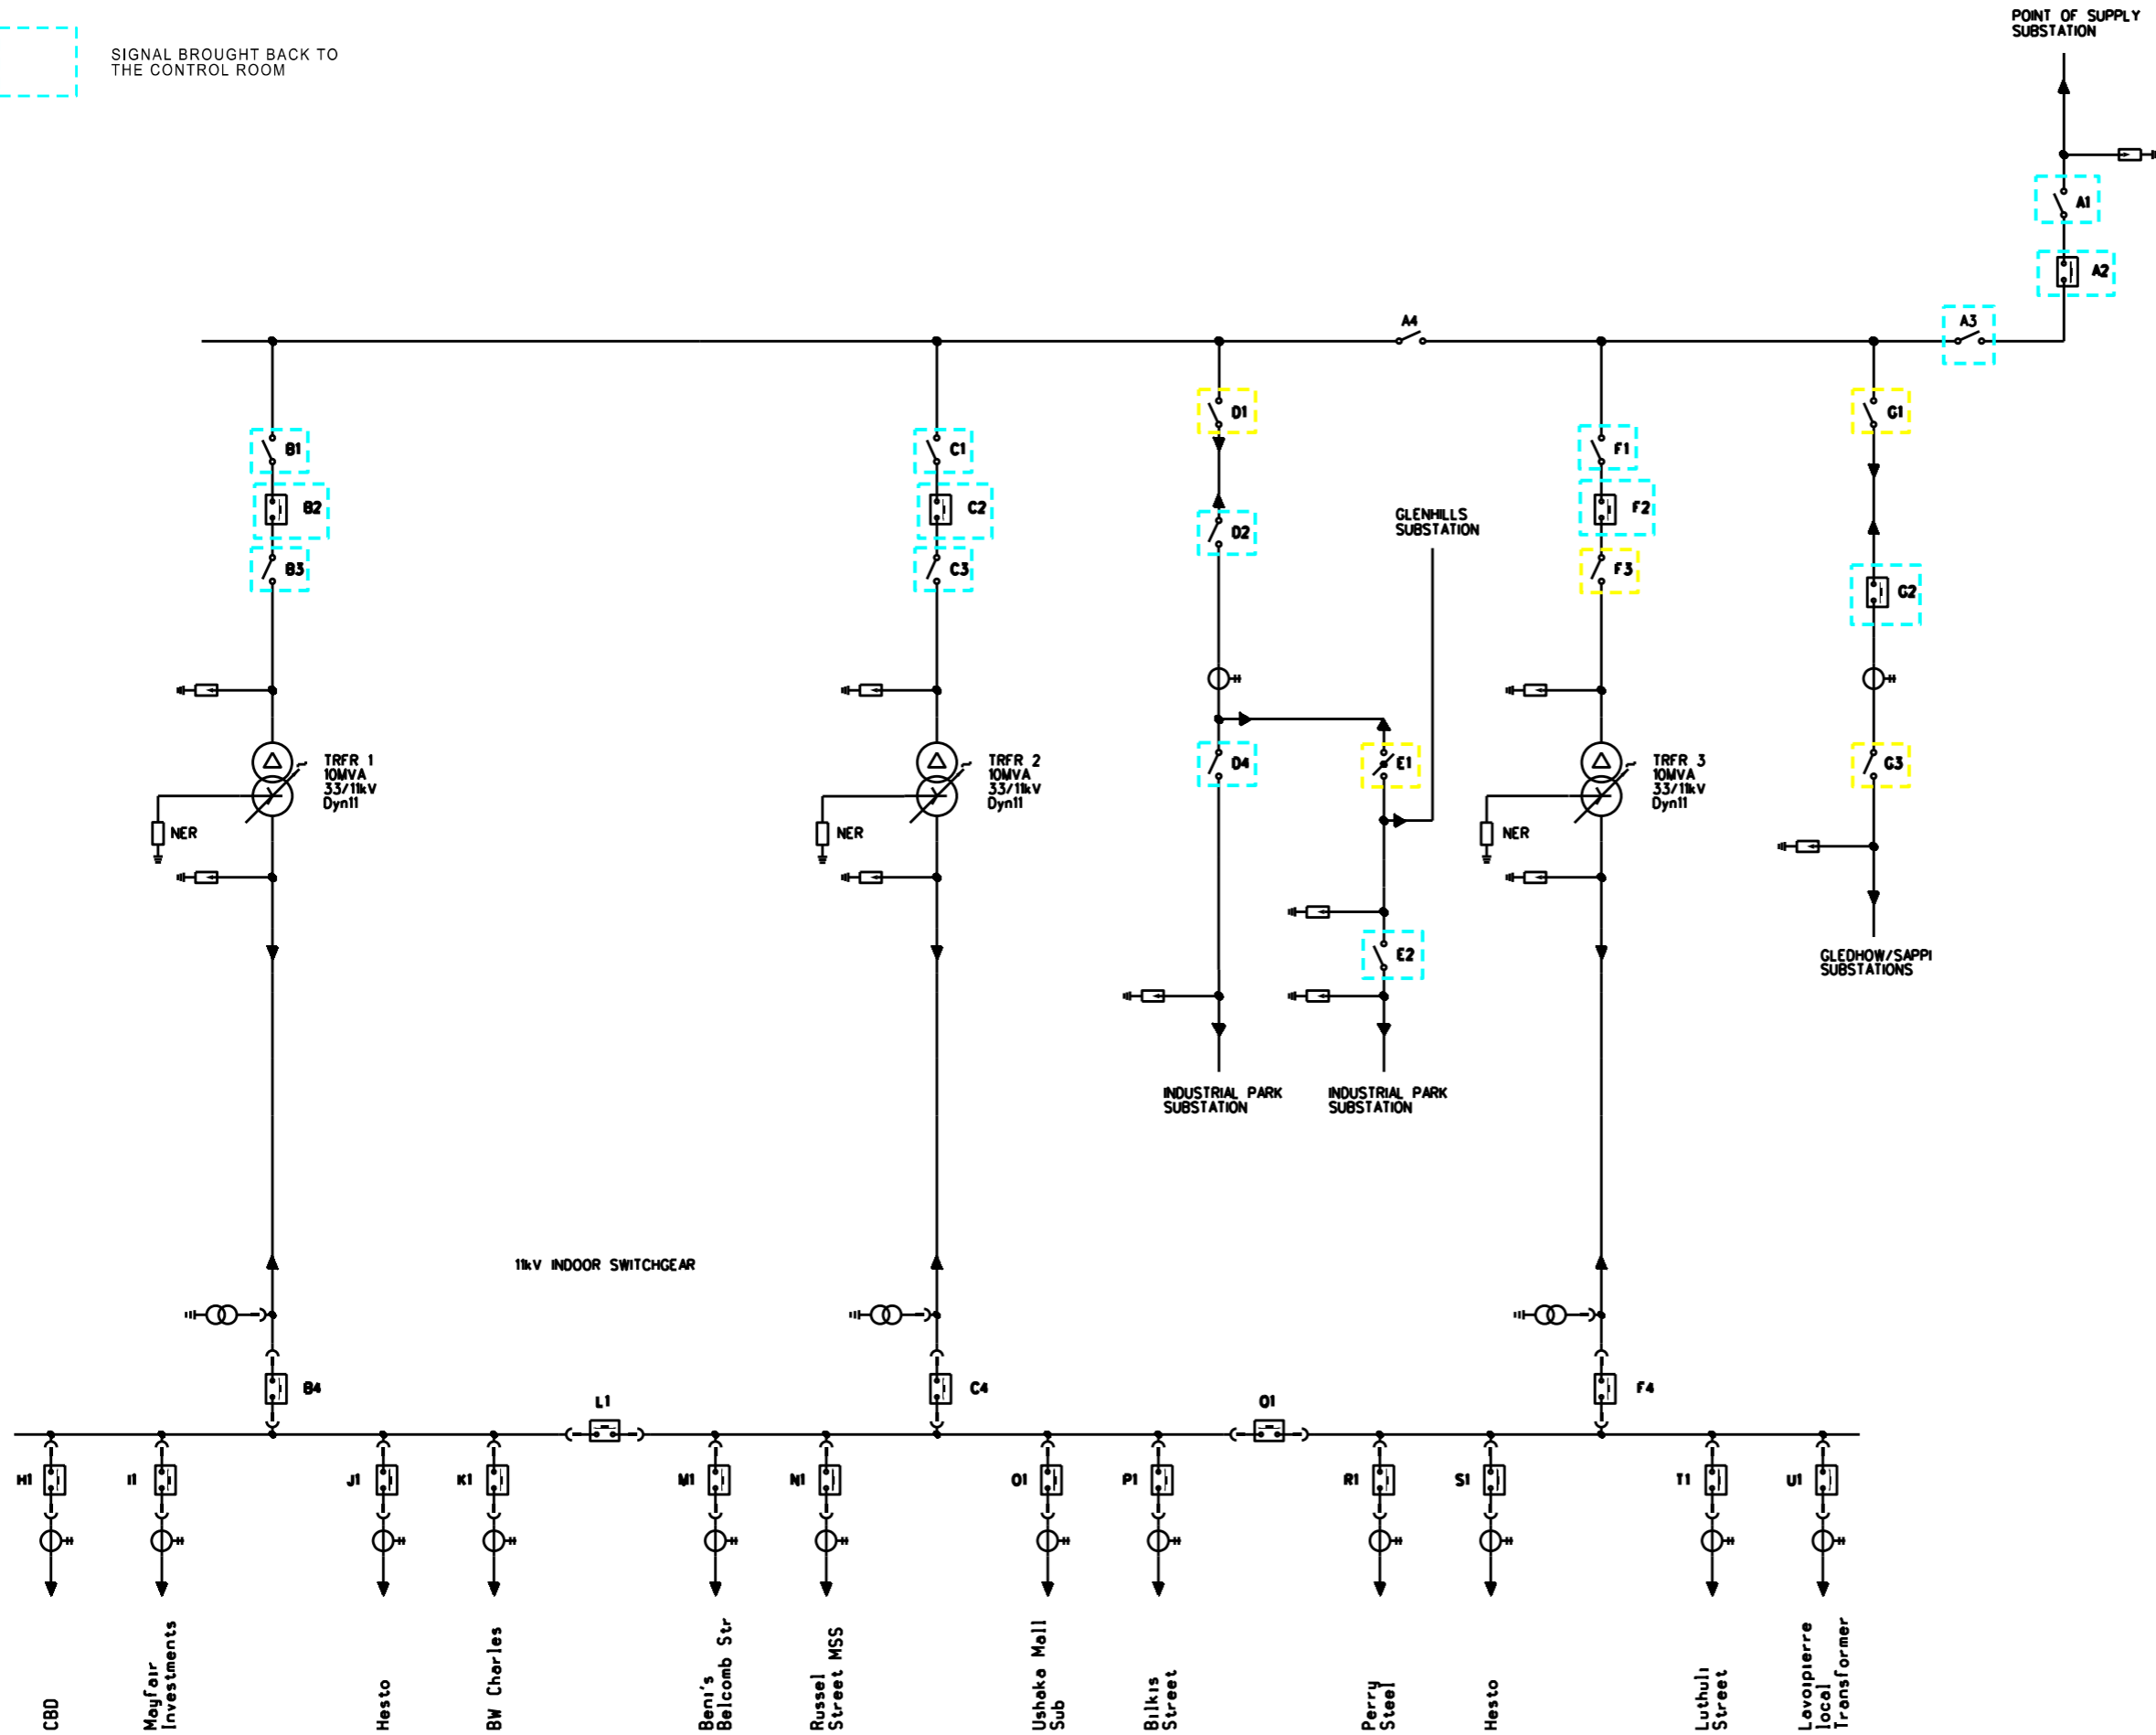 POINT OF SUPPLY
SUBSTATION
SIGNAL BROUGHT BACK TO
THE CONTROL ROOM
A1
A2
A3
A4
D1
G1
B1
C1
F1
B2
C2
F2
D2
GLENHILLS
SUBSTATION
B3
C3
F3
G2
TRFR 1
10MVA
33/11kV
Dyn11
NER
TRFR 2
10MVA
33/11kV
Dyn11
NER
D4
E1
TRFR 3
10MVA
33/11kV
Dyn11
NER
G3
E2
GLEDHOW/SAPPI
SUBSTATIONS
INDUSTRIAL PARK
SUBSTATION
INDUSTRIAL PARK
SUBSTATION
11kV INDOOR SWITCHGEAR
B4
C4
F4
L1
O1
H1
I1
J1
K1
M1
N1
O1
P1
R1
S1
T1
U1
CBD
Mayfair
Investments
Hesto
BW Charles
Beni's
Belcomb Str
Russel
Street MSS
Ushaka Mall
Sub
Bilkis
Street
Perry
Steel
Hesto
Luthuli
Street
Lavoipierre
local
Transformer